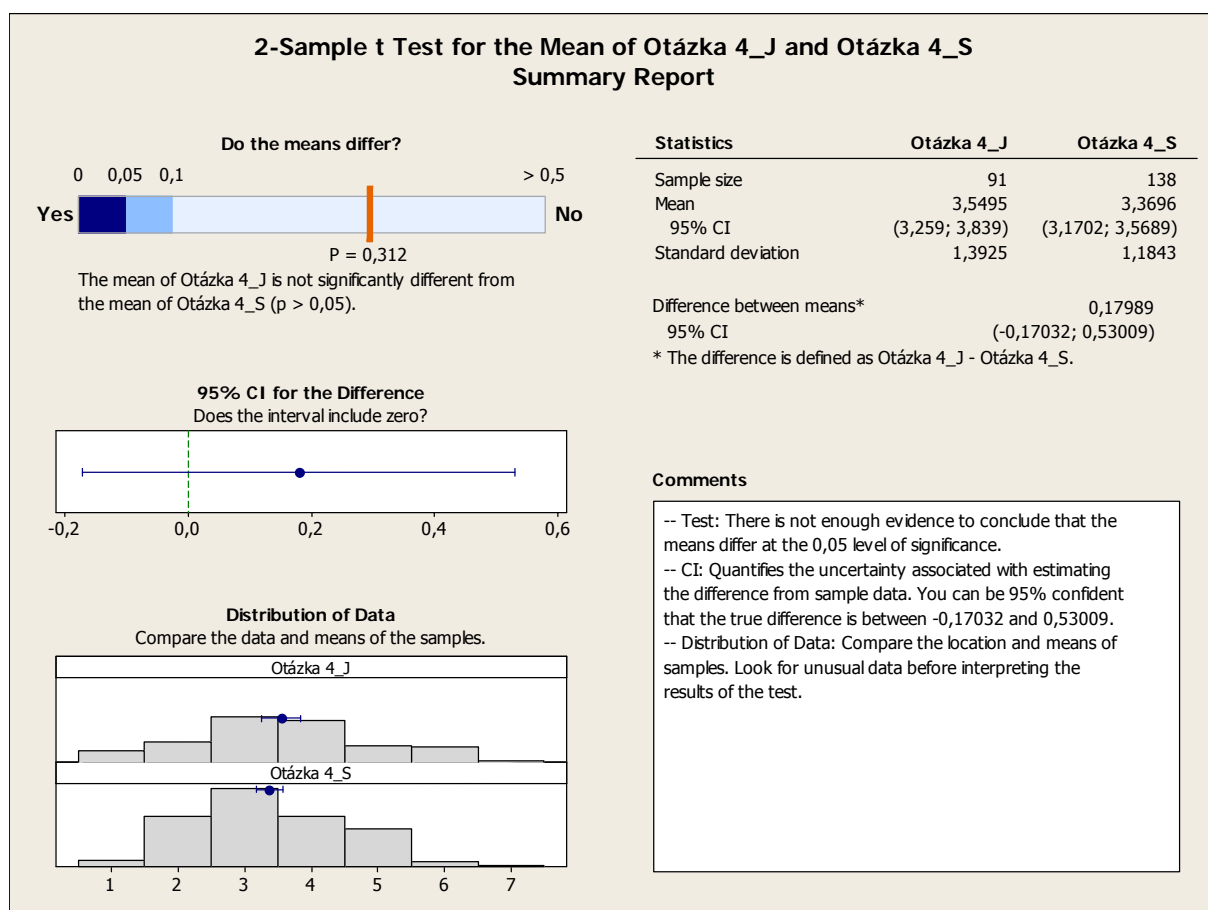 2-Sample t Test for the Mean of Otázka 4_J and Otázka 4_S
Summary Report
Do the means differ?
0 0,05 0,1 > 0,5
Yes No
P = 0,312
The mean of Otázka 4_J is not significantly different from
the mean of Otázka 4_S (p > 0,05).
95% CI for the Difference
Does the interval include zero?
-0,2 0,0 0,2 0,4 0,6
Distribution of Data
Compare the data and means of the samples.
Otázka 4_J
Otázka 4_S
1 2 3 4 5 6 7
Statistics Otázka 4_J Otázka 4_S
Sample size 91 138
Mean 3,5495 3,3696
95% CI (3,259; 3,839) (3,1702; 3,5689)
Standard deviation 1,3925 1,1843
Difference between means* 0,17989
95% CI (-0,17032; 0,53009)
* The difference is defined as Otázka 4_J - Otázka 4_S.
Comments
-- Test: There is not enough evidence to conclude that the
means differ at the 0,05 level of significance.
-- CI: Quantifies the uncertainty associated with estimating
the difference from sample data. You can be 95% confident
that the true difference is between -0,17032 and 0,53009.
-- Distribution of Data: Compare the location and means of
samples. Look for unusual data before interpreting the
results of the test.